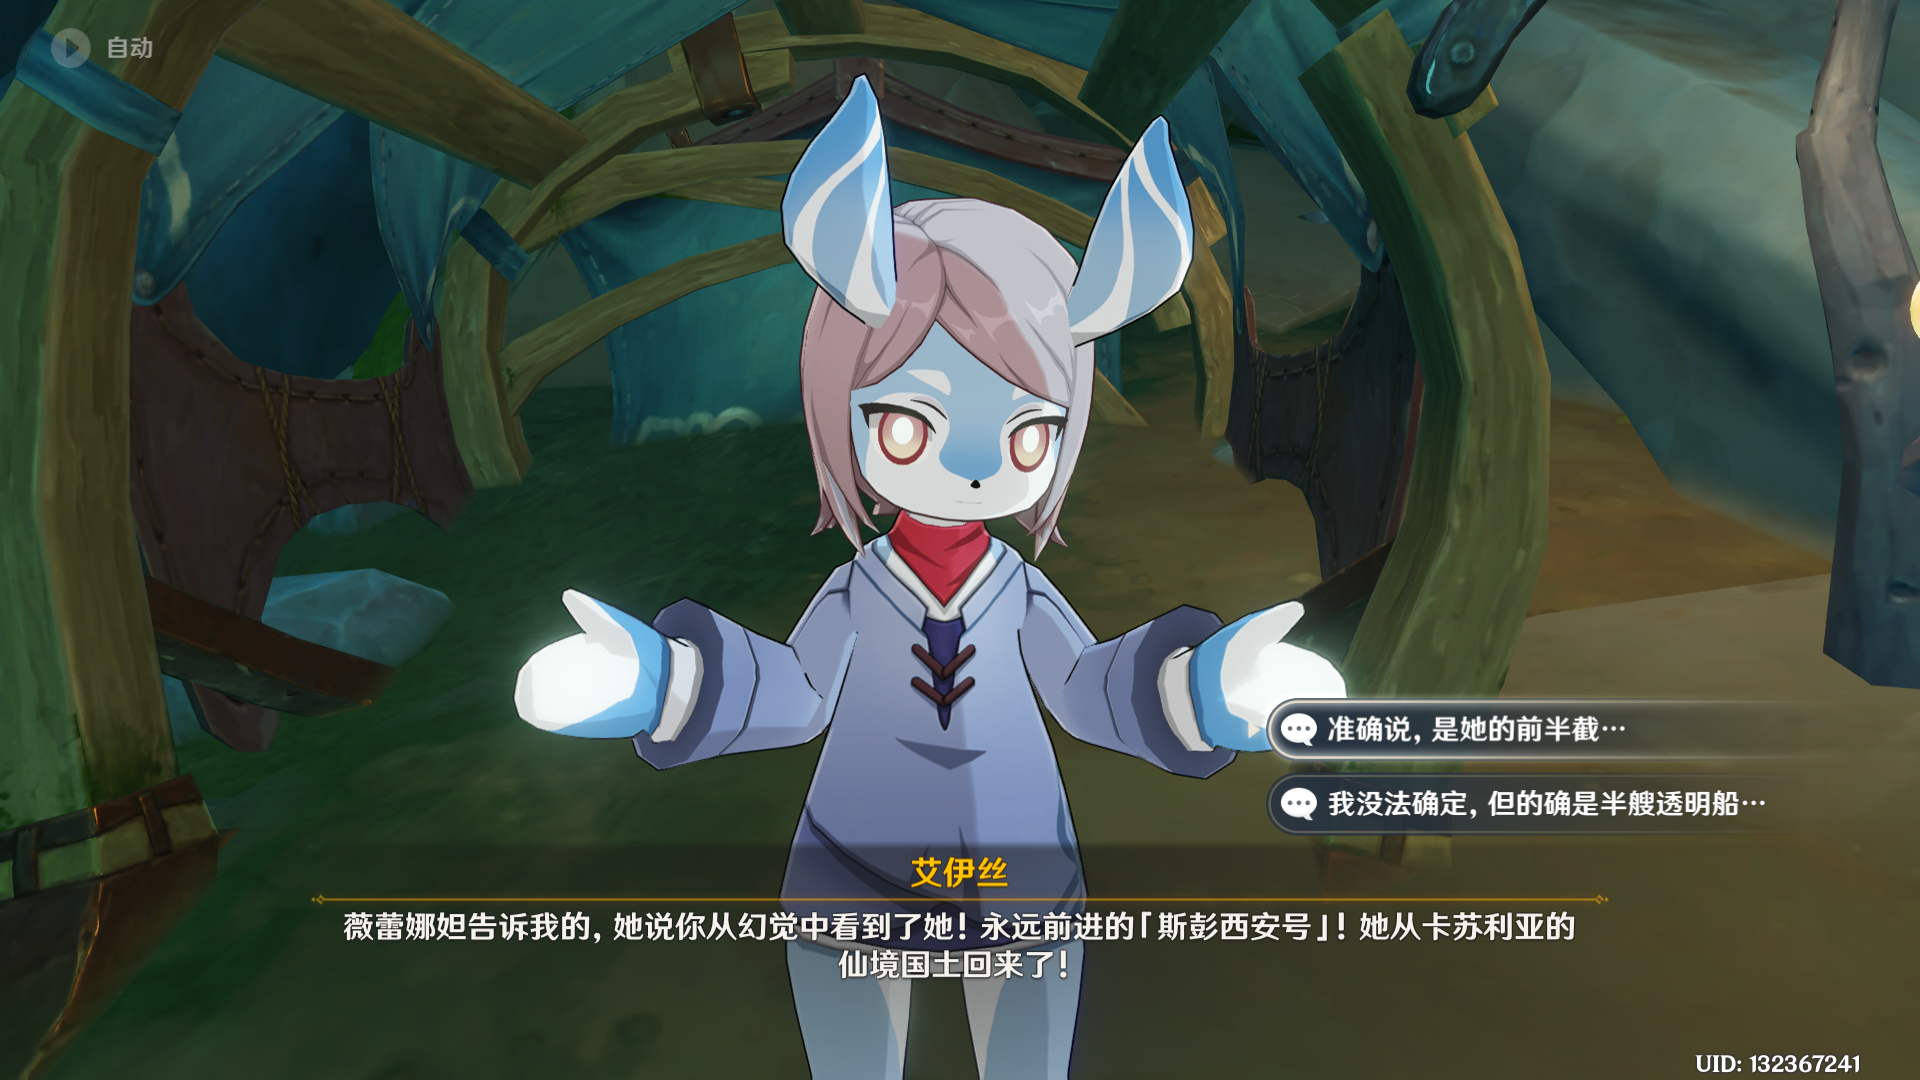 自动
准确说，是她的前半截…
我没法确定，但的确是半艘透明船…
艾伊丝
薇蕾娜妲告诉我的，她说你从幻觉中看到了她！永远前进的「斯彭西安号」！她从卡苏利亚的
仙境国土回来了！
UID: 132367241